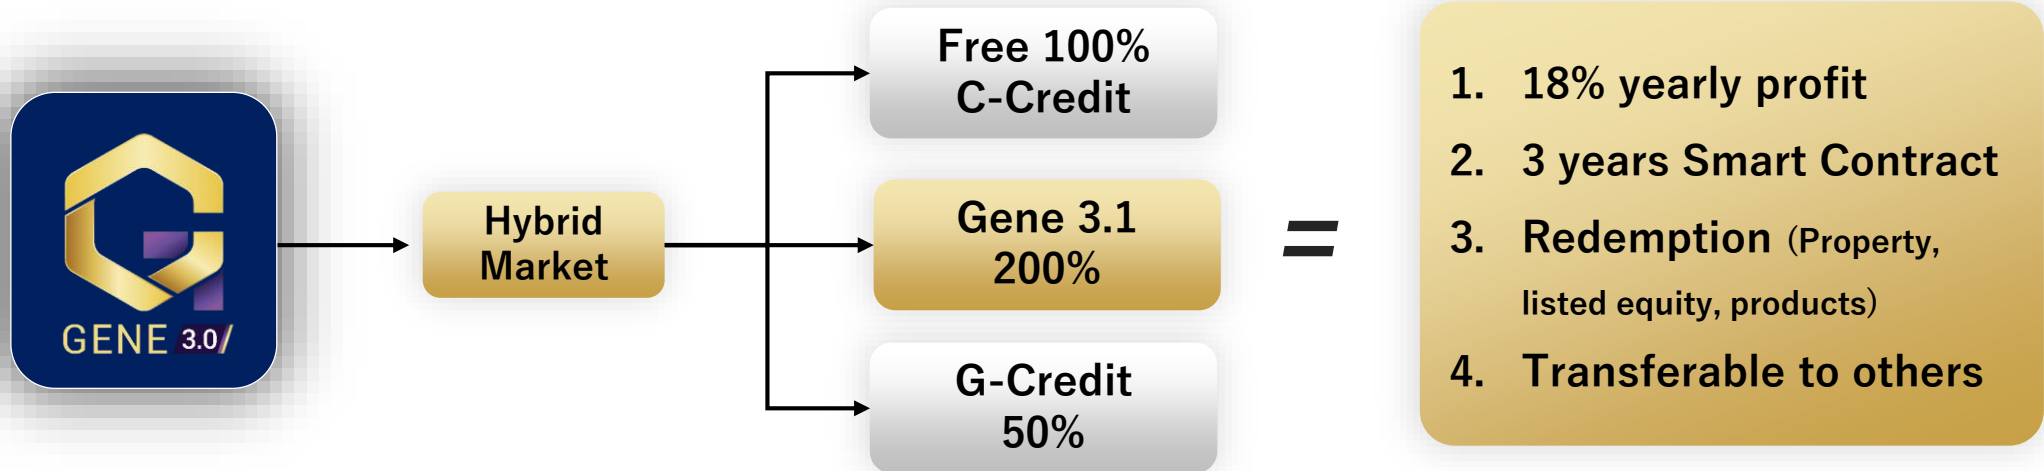 GENE 3.0/
Hybrid
Market
Free 100%
C-Credit
Gene 3.1
200%
G-Credit
50%
=
1. 18% yearly profit
2. 3 years Smart Contract
3. Redemption (Property,
listed equity, products)
4. Transferable to others